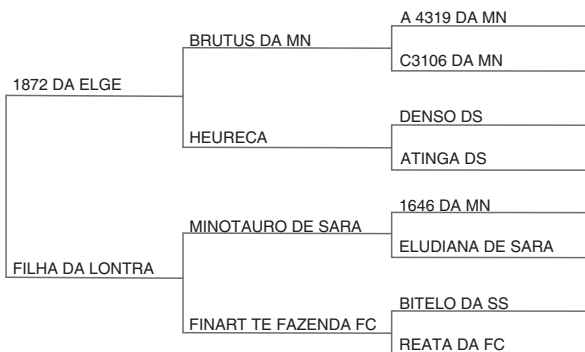 A 4319 DA MN
BRUTUS DA MN
C3106 DA MN
1872 DA ELGE
DENSO DS
HEURECA
ATINGA DS
1646 DA MN
MINOTAURO DE SARA
ELUDIANA DE SARA
FILHA DA LONTRA
BITELO DA SS
FINART TE FAZENDA FC
REATA DA FC